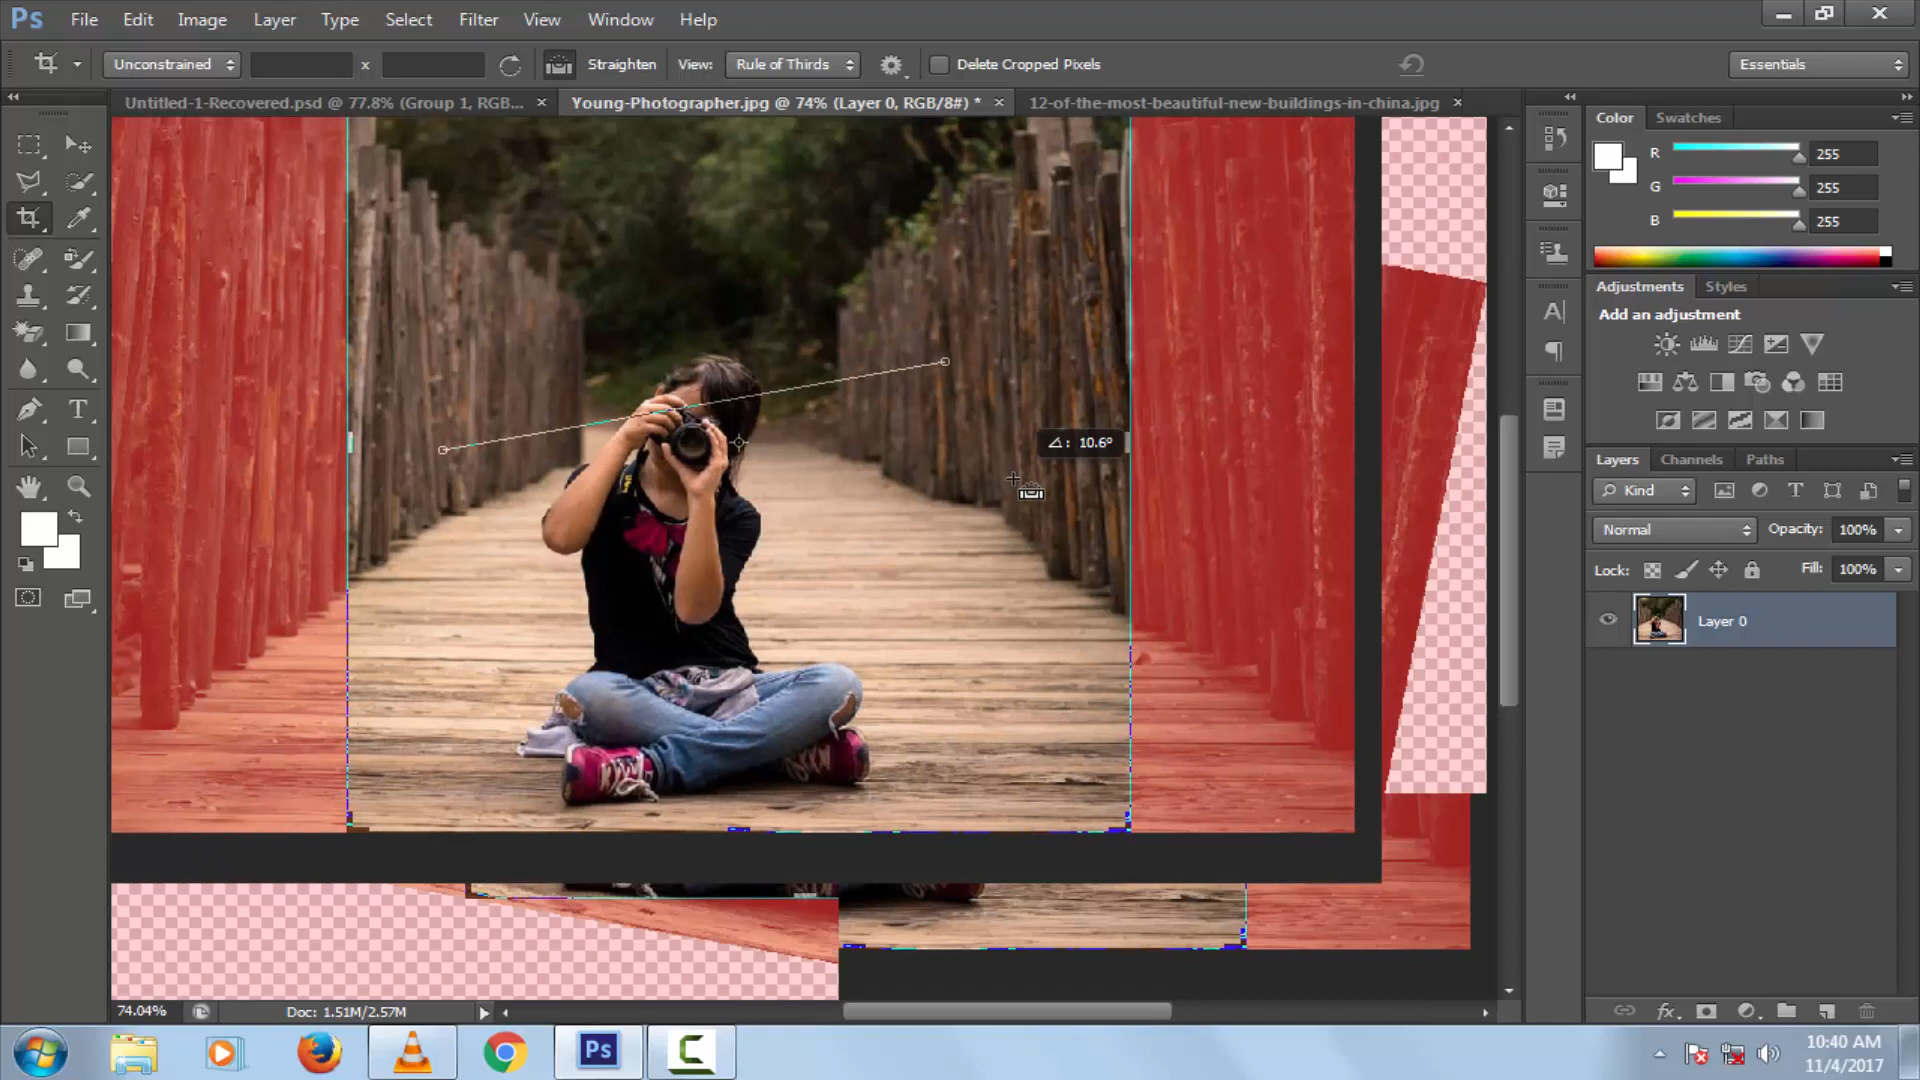 Ps File Edit Image Layer Type Select Filter View Window Help
Unconstrained x Straighten View: Rule of Thirds Delete Cropped Pixels Essentials
Untitled-1-Recovered.psd @ 77.8% (Group 1, RGB... Young-Photographer.jpg @ 74% (Layer 0, RGB/8#) * 12-of-the-most-beautiful-new-buildings-in-china.jpg
Color Swatches
R 255
G 255
B 255
Adjustments Styles
Add an adjustment
∠: 10.6°
Layers Channels Paths
Kind
Normal Opacity: 100%
Lock: Fill: 100%
Layer 0
74.04% Doc: 1.51M/2.57M
Ps
10:40 AM
11/4/2017